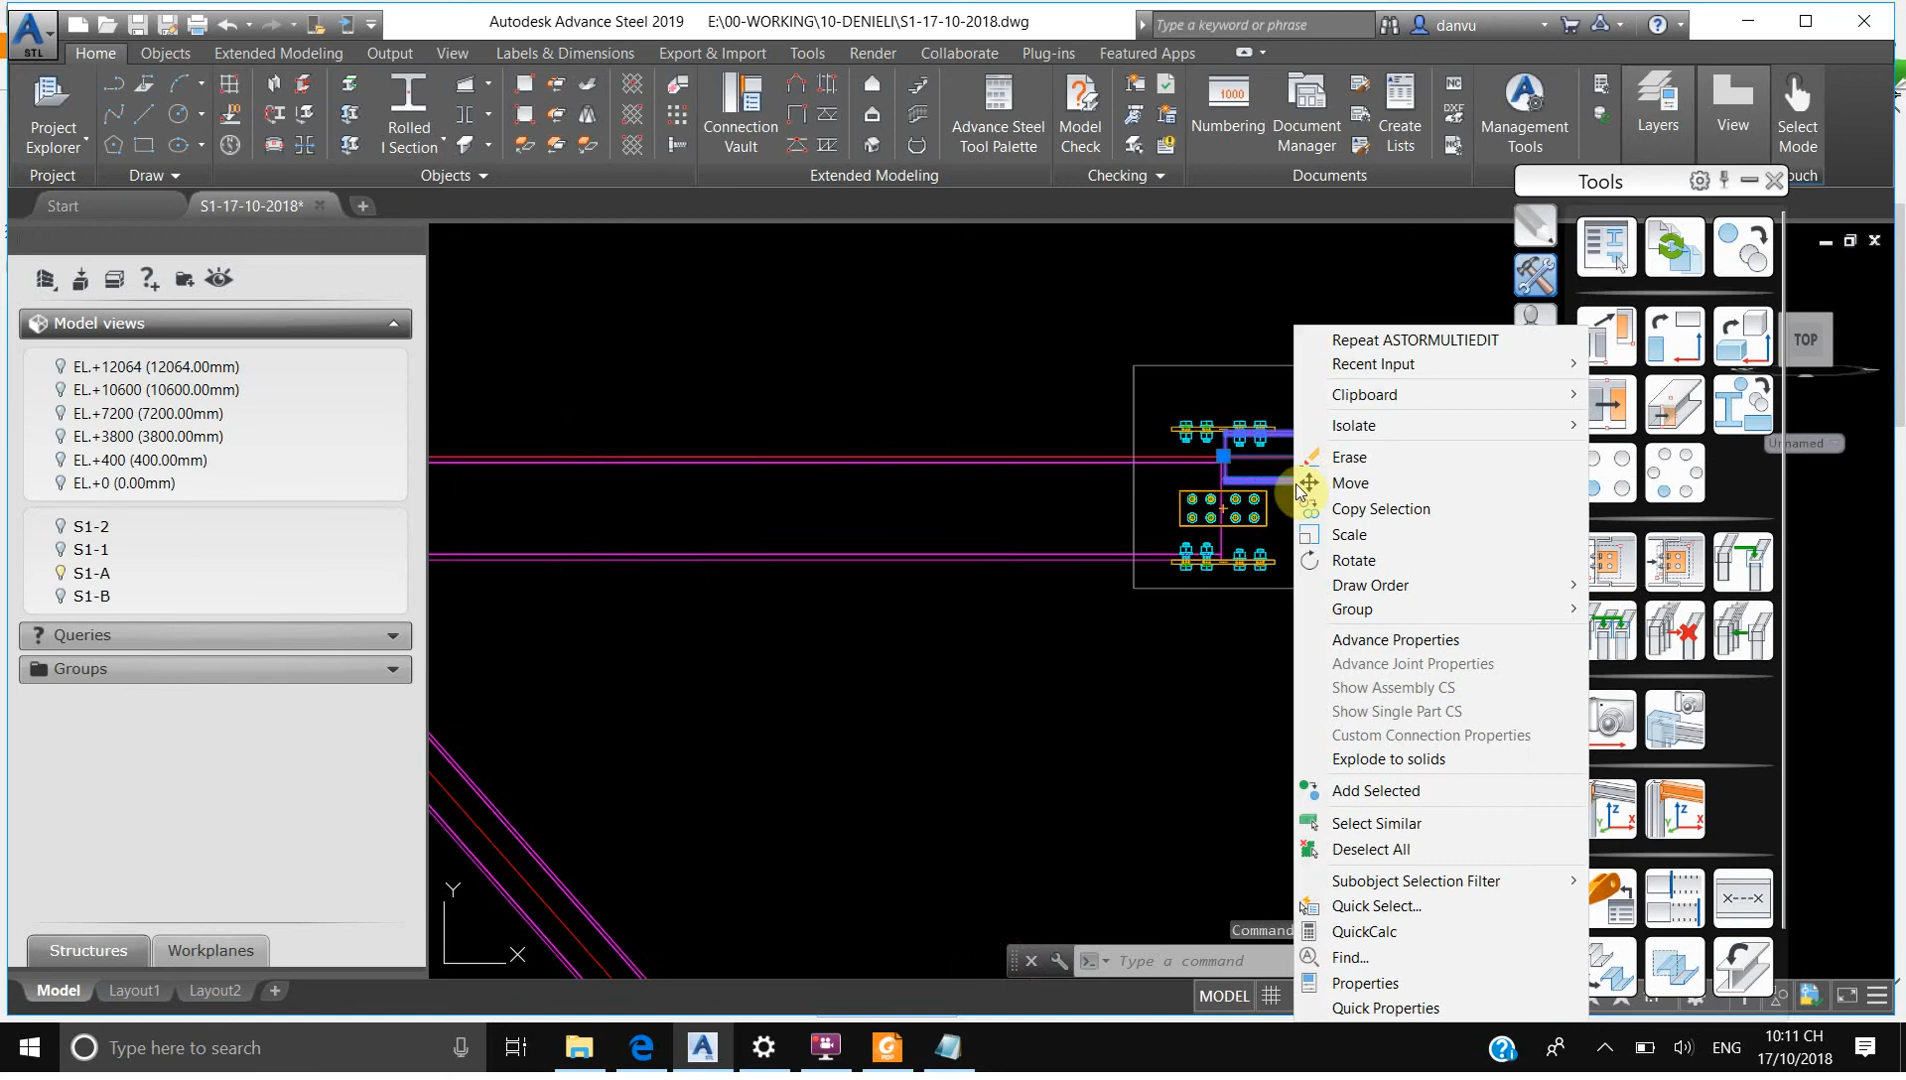 Autodesk Advance Steel 2019 E:\00-WORKING\10-DENIELI\S1-17-10-2018.dwg
Type a keyword or phrase
danvu
STL
Home Objects Extended Modeling Output View Labels & Dimensions Export & Import Tools Render Collaborate Plug-ins Featured Apps
Project Explorer
Rolled I Section
Connection Vault
Advance Steel Tool Palette
Model Check
1000
Numbering
Document Manager
NC
DXF
NC
Create Lists
Management Tools
Layers
View
Select Mode
Project Draw Objects Extended Modeling Checking Documents
Tools
ouch
Start S1-17-10-2018*
Model views
EL.+12064 (12064.00mm)
EL.+10600 (10600.00mm)
EL.+7200 (7200.00mm)
EL.+3800 (3800.00mm)
EL.+400 (400.00mm)
EL.+0 (0.00mm)
S1-2
S1-1
S1-A
S1-B
Queries
Groups
Structures Workplanes
Repeat ASTORMULTIEDIT
Recent Input
Clipboard
Isolate
Erase
Move
Copy Selection
Scale
Rotate
Draw Order
Group
Advance Properties
Advance Joint Properties
Show Assembly CS
Show Single Part CS
Custom Connection Properties
Explode to solids
Add Selected
Select Similar
Deselect All
Subobject Selection Filter
Quick Select...
QuickCalc
Find...
Properties
Quick Properties
TOP
Unnamed
Z
X
Z
X
Y
X
Command
Type a command
Model Layout1 Layout2
MODEL
Type here to search
STL
PDF
ENG
10:11 CH
17/10/2018